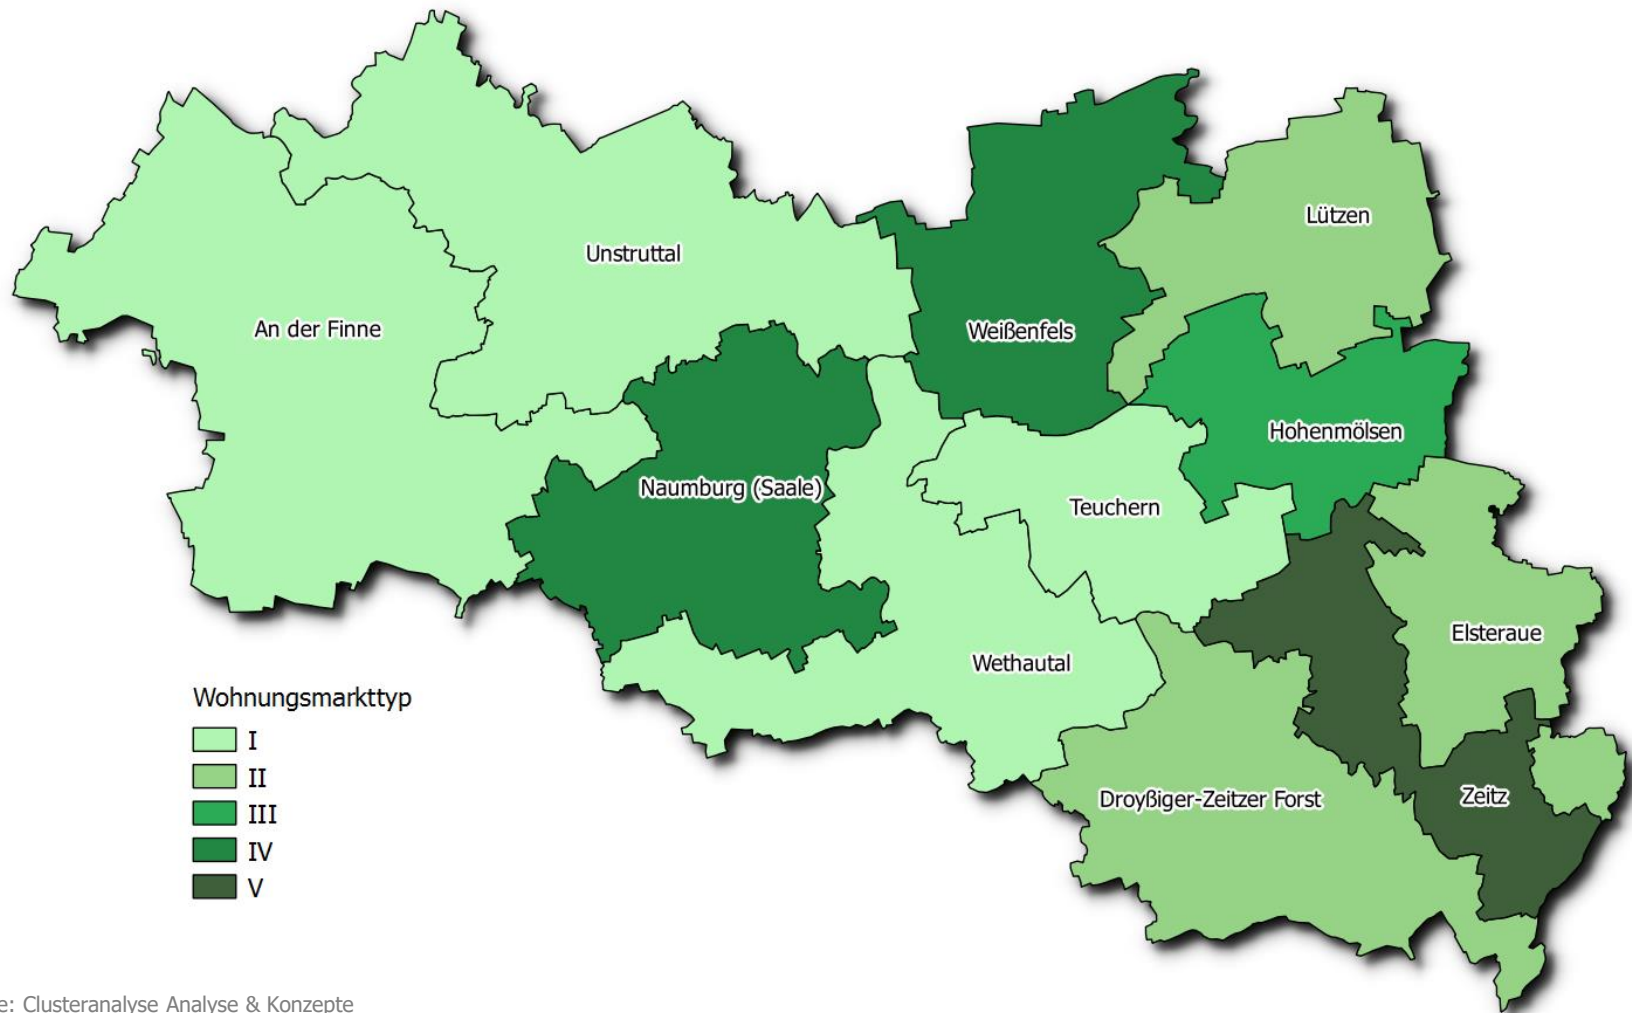 Lützen
Unstruttal
An der Finne
Weißenfels
Hohenmölsen
Naumburg (Saale)
Teuchern
Elsteraue
Wethautal
Zeitz
Droyßiger-Zeitzer Forst
Wohnungsmarkttyp
I
II
III
IV
V
e: Clusteranalyse Analyse & Konzepte